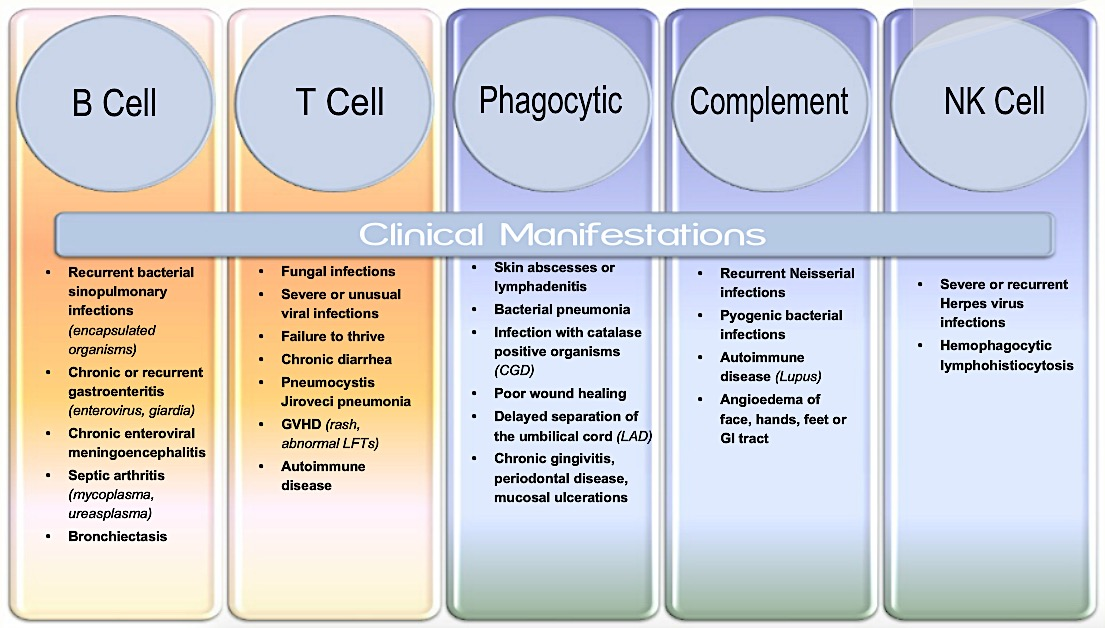 B Cell
T Cell
Phagocytic
Complement
NK Cell
Clinical Manifestations
• Recurrent bacterial
sinopulmonary
infections
(encapsulated
organisms)
• Chronic or recurrent
gastroenteritis
(enterovirus, giardia)
• Chronic enteroviral
meningoencephalitis
• Septic arthritis
(mycoplasma,
ureasplasma)
• Bronchiectasis
• Fungal infections
• Severe or unusual
viral infections
• Failure to thrive
• Chronic diarrhea
• Pneumocystis
Jiroveci pneumonia
• GVHD (rash,
abnormal LFTs)
• Autoimmune
disease
• Skin abscesses or
lymphadenitis
• Bacterial pneumonia
• Infection with catalase
positive organisms
(CGD)
• Poor wound healing
• Delayed separation of
the umbilical cord (LAD)
• Chronic gingivitis,
periodontal disease,
mucosal ulcerations
• Recurrent Neisserial
infections
• Pyogenic bacterial
infections
• Autoimmune
disease (Lupus)
• Angioedema of
face, hands, feet or
GI tract
• Severe or recurrent
Herpes virus
infections
• Hemophagocytic
lymphohistiocytosis